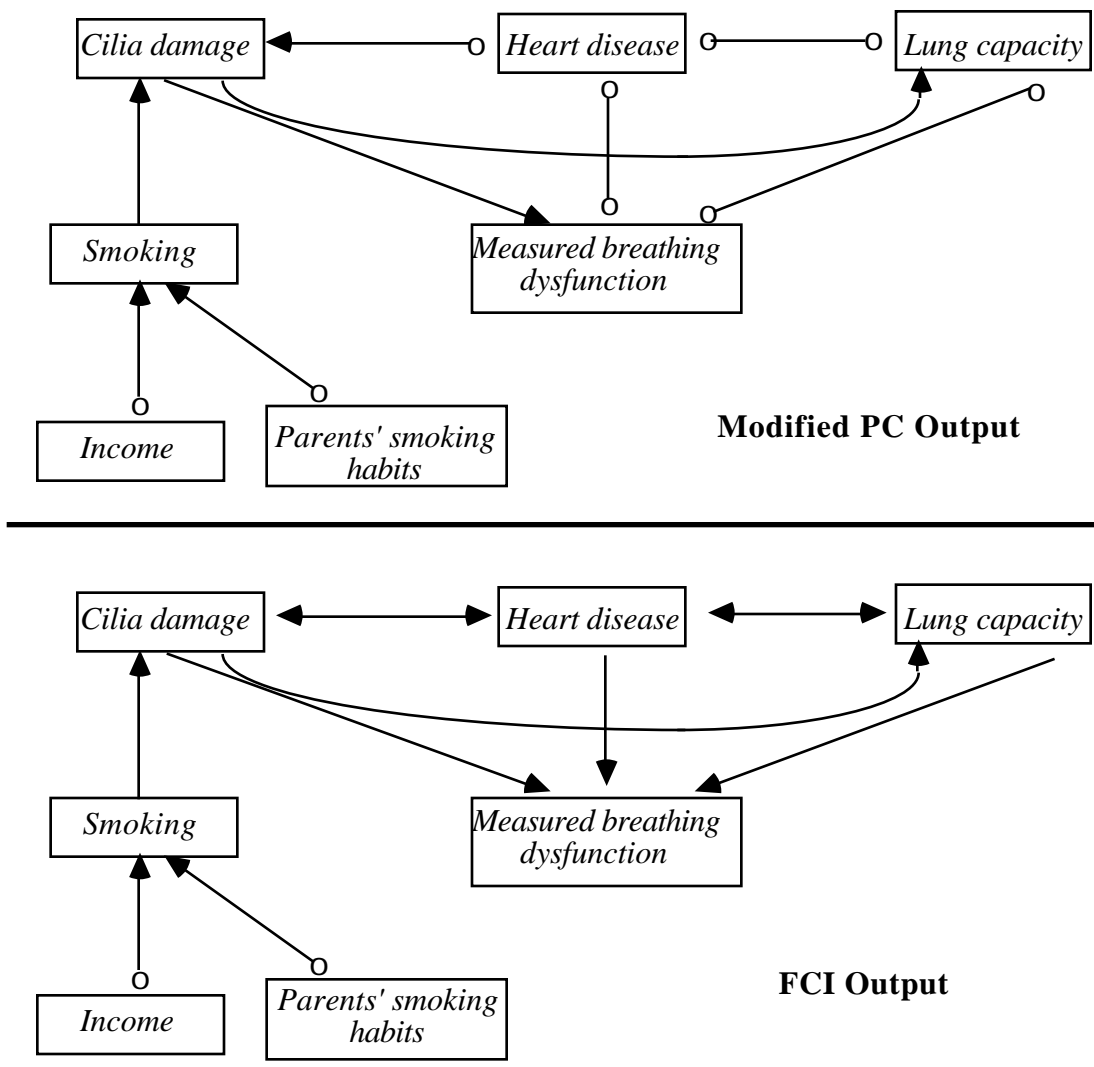 Cilia damage
Heart disease
Lung capacity
Smoking
Measured breathing
dysfunction
Income
Parents' smoking
habits
Modified PC Output
Cilia damage
Heart disease
Lung capacity
Smoking
Measured breathing
dysfunction
Income
Parents' smoking
habits
FCI Output